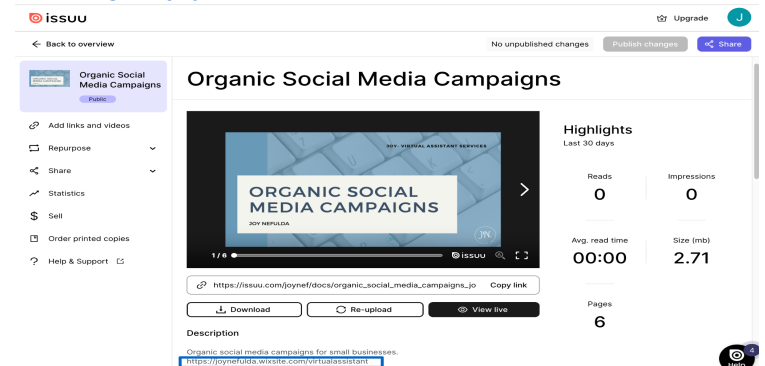 issuu
Upgrade
J
Back to overview
No unpublished changes
Publish changes
Share
Organic Social
Media Campaigns
Public
Add links and videos
Repurpose
Share
Statistics
Sell
Order printed copies
Help & Support
Organic Social Media Campaigns
JOY- VIRTUAL ASSISTANT SERVICES
ORGANIC SOCIAL
MEDIA CAMPAIGNS
JOY NEFULDA
1/6
issuu
https://issuu.com/joynef/docs/organic_social_media_campaigns_jo
Copy link
Download
Re-upload
View live
Description
Organic social media campaigns for small businesses.
https://joynefulda.wixsite.com/virtualassistant
Highlights
Last 30 days
Reads
Impressions
0
0
Avg. read time
Size (mb)
00:00
2.71
Pages
6
4
Help